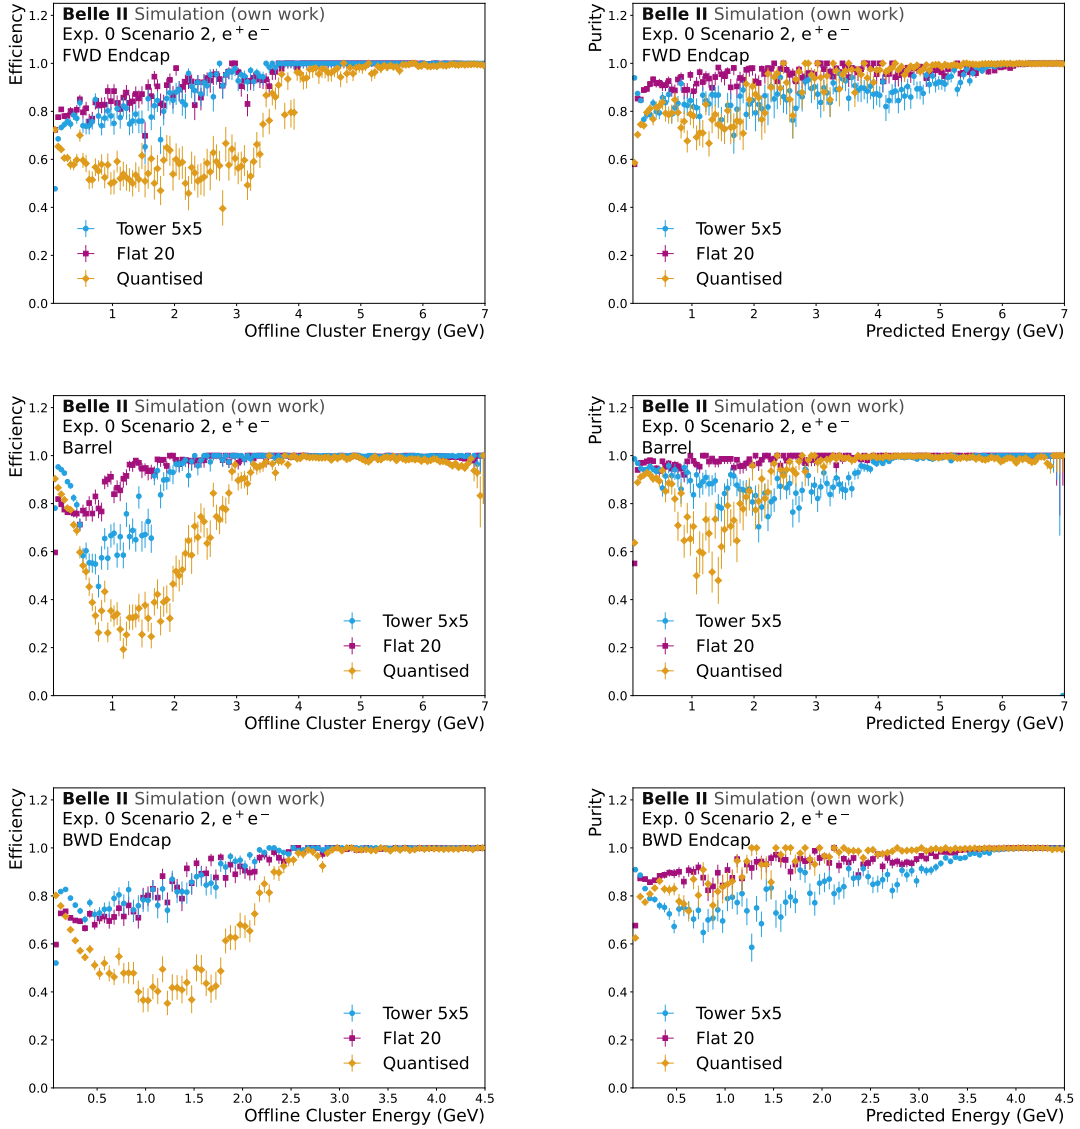 Belle II Simulation (own work)
Exp. 0 Scenario 2, e⁺e⁻
FWD Endcap
Efficiency
1.2
1.0
0.8
0.6
0.4
0.2
0.0
Tower 5x5
Flat 20
Quantised
1 2 3 4 5 6 7
Offline Cluster Energy (GeV)
Belle II Simulation (own work)
Exp. 0 Scenario 2, e⁺e⁻
FWD Endcap
Purity
1.2
1.0
0.8
0.6
0.4
0.2
0.0
Tower 5x5
Flat 20
Quantised
1 2 3 4 5 6 7
Predicted Energy (GeV)
Belle II Simulation (own work)
Exp. 0 Scenario 2, e⁺e⁻
Barrel
Efficiency
1.2
1.0
0.8
0.6
0.4
0.2
0.0
Tower 5x5
Flat 20
Quantised
1 2 3 4 5 6 7
Offline Cluster Energy (GeV)
Belle II Simulation (own work)
Exp. 0 Scenario 2, e⁺e⁻
Barrel
Purity
1.2
1.0
0.8
0.6
0.4
0.2
0.0
Tower 5x5
Flat 20
Quantised
1 2 3 4 5 6 7
Predicted Energy (GeV)
Belle II Simulation (own work)
Exp. 0 Scenario 2, e⁺e⁻
BWD Endcap
Efficiency
1.2
1.0
0.8
0.6
0.4
0.2
0.0
Tower 5x5
Flat 20
Quantised
0.5 1.0 1.5 2.0 2.5 3.0 3.5 4.0 4.5
Offline Cluster Energy (GeV)
Belle II Simulation (own work)
Exp. 0 Scenario 2, e⁺e⁻
BWD Endcap
Purity
1.2
1.0
0.8
0.6
0.4
0.2
0.0
Tower 5x5
Flat 20
Quantised
0.5 1.0 1.5 2.0 2.5 3.0 3.5 4.0 4.5
Predicted Energy (GeV)